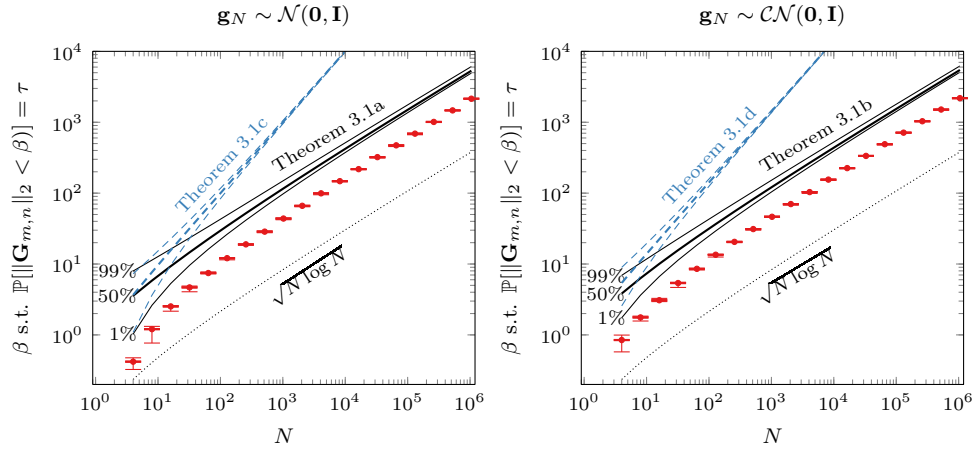 g_N ∼ 𝒩(0, I)
β s.t. ℙ[|||G_{m,n}||_2 < β)] = τ
10^4
10^3
10^2
10^1
10^0
Theorem 3.1c
Theorem 3.1a
99%
50%
1%
√N log N
10^0 10^1 10^2 10^3 10^4 10^5 10^6
N
g_N ∼ 𝒞𝒩(0, I)
β s.t. ℙ[|||G_{m,n}||_2 < β)] = τ
10^4
10^3
10^2
10^1
10^0
Theorem 3.1d
Theorem 3.1b
99%
50%
1%
√N log N
10^0 10^1 10^2 10^3 10^4 10^5 10^6
N